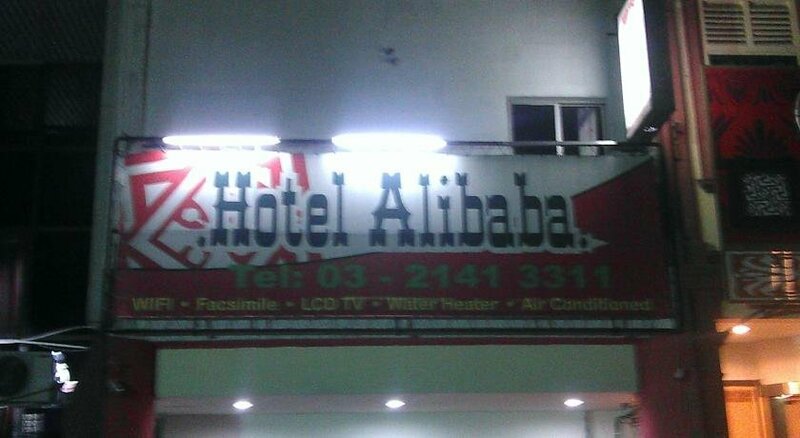 .Hotel Alibaba.
Tel: 03 - 2141 3311
WIFI • Facsimile • LCD TV • Water Heater • Air Conditioned